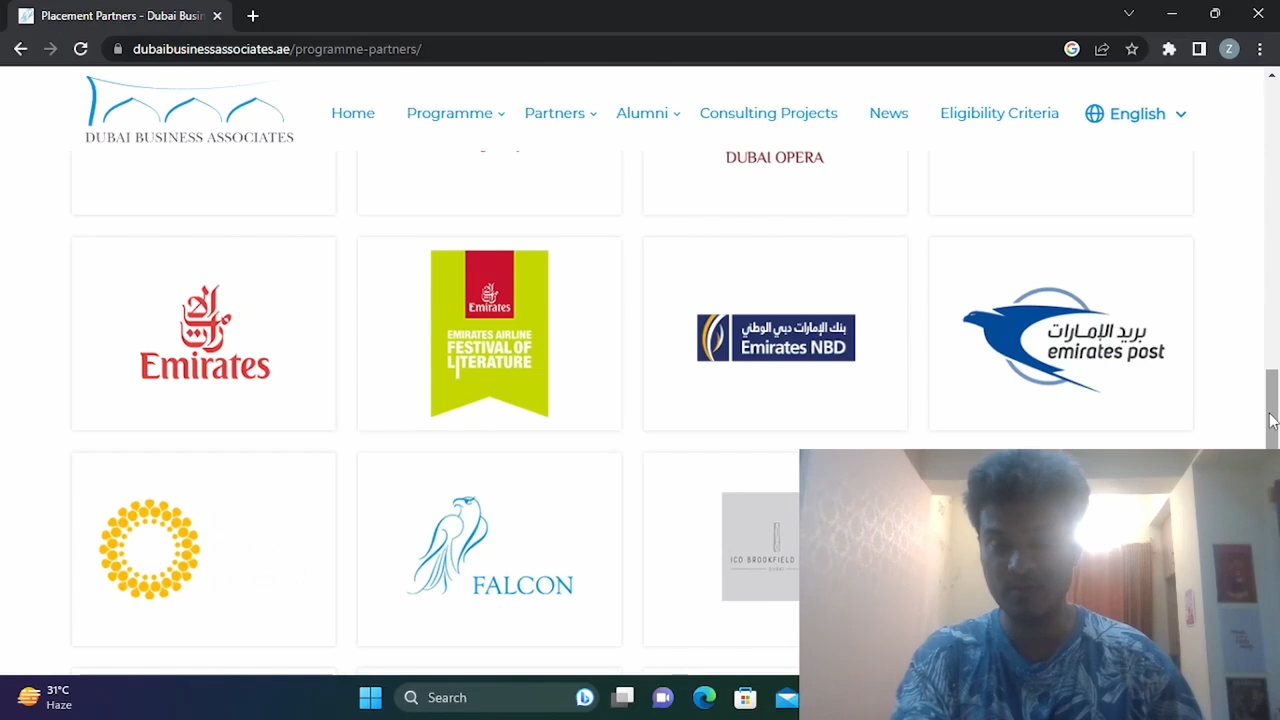 Placement Partners - Dubai Busin
dubaibusinessassociates.ae/programme-partners/
Z
DUBAI BUSINESS ASSOCIATES
Home
Programme
Partners
Alumni
Consulting Projects
News
Eligibility Criteria
English
DUBAI OPERA
Emirates
Emirates
EMIRATES AIRLINE
FESTIVAL OF
LITERATURE
بنك الإمارات دبي الوطني
Emirates NBD
بريد الإمارات
emirates post
FALCON
ICD BROOKFIELD
31°C
Haze
Search